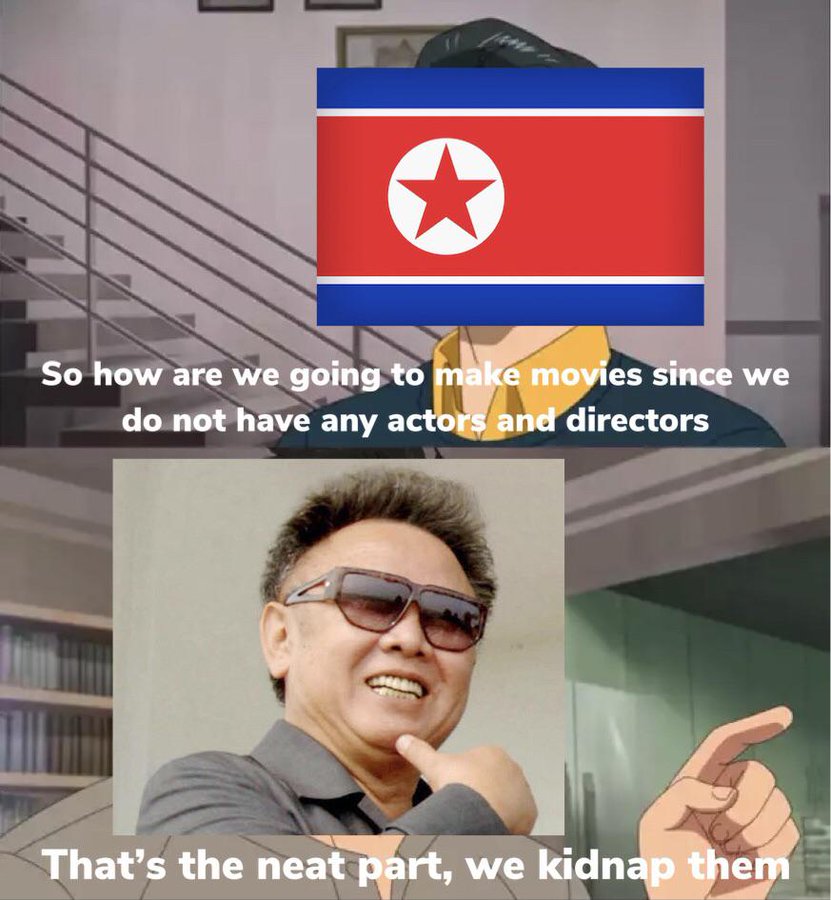 So how are we going to make movies since we
do not have any actors and directors
That’s the neat part, we kidnap them